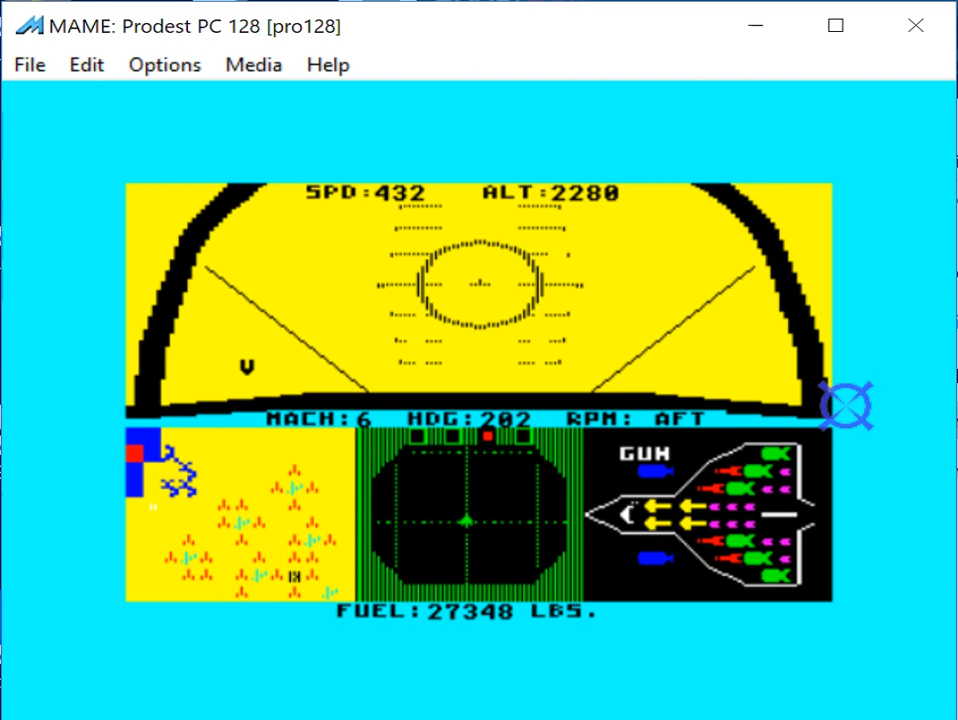 MAME: Prodest PC 128 [pro128]
File Edit Options Media Help
SPD:432 ALT:2280
V
MACH:6 HDG:202 RPM: AFT
GUN
FUEL:27348 LBS.